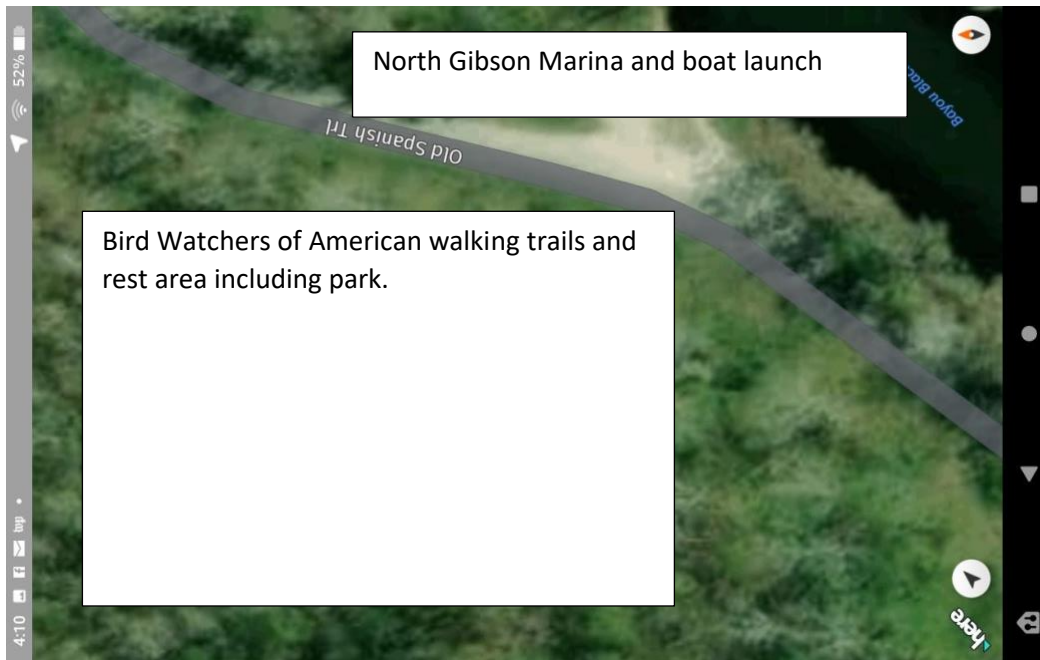 North Gibson Marina and boat launch
Bayou Blac
Old Spanish Trl
Bird Watchers of American walking trails and
rest area including park.
52%
4:10
here